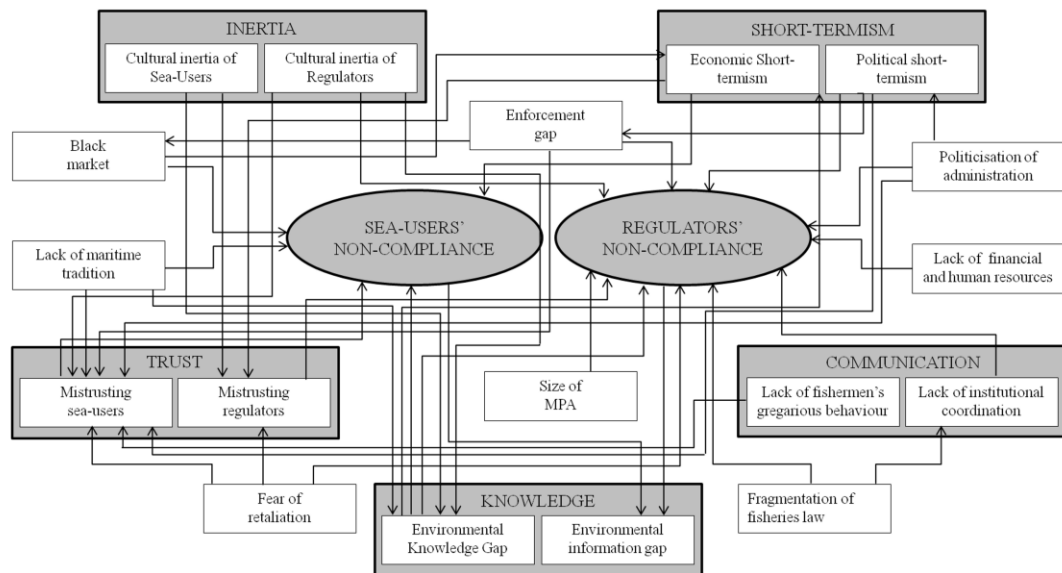 INERTIA
Cultural inertia of
Sea-Users
Cultural inertia of
Regulators
SHORT-TERMISM
Economic Short-
termism
Political short-
termism
Enforcement
gap
Black
market
Politicisation of
administration
SEA-USERS'
NON-COMPLIANCE
REGULATORS'
NON-COMPLIANCE
Lack of maritime
tradition
Lack of financial
and human resources
TRUST
Mistrusting
sea-users
Mistrusting
regulators
Size of
MPA
COMMUNICATION
Lack of fishermen's
gregarious behaviour
Lack of institutional
coordination
Fear of
retaliation
KNOWLEDGE
Environmental
Knowledge Gap
Environmental
information gap
Fragmentation of
fisheries law